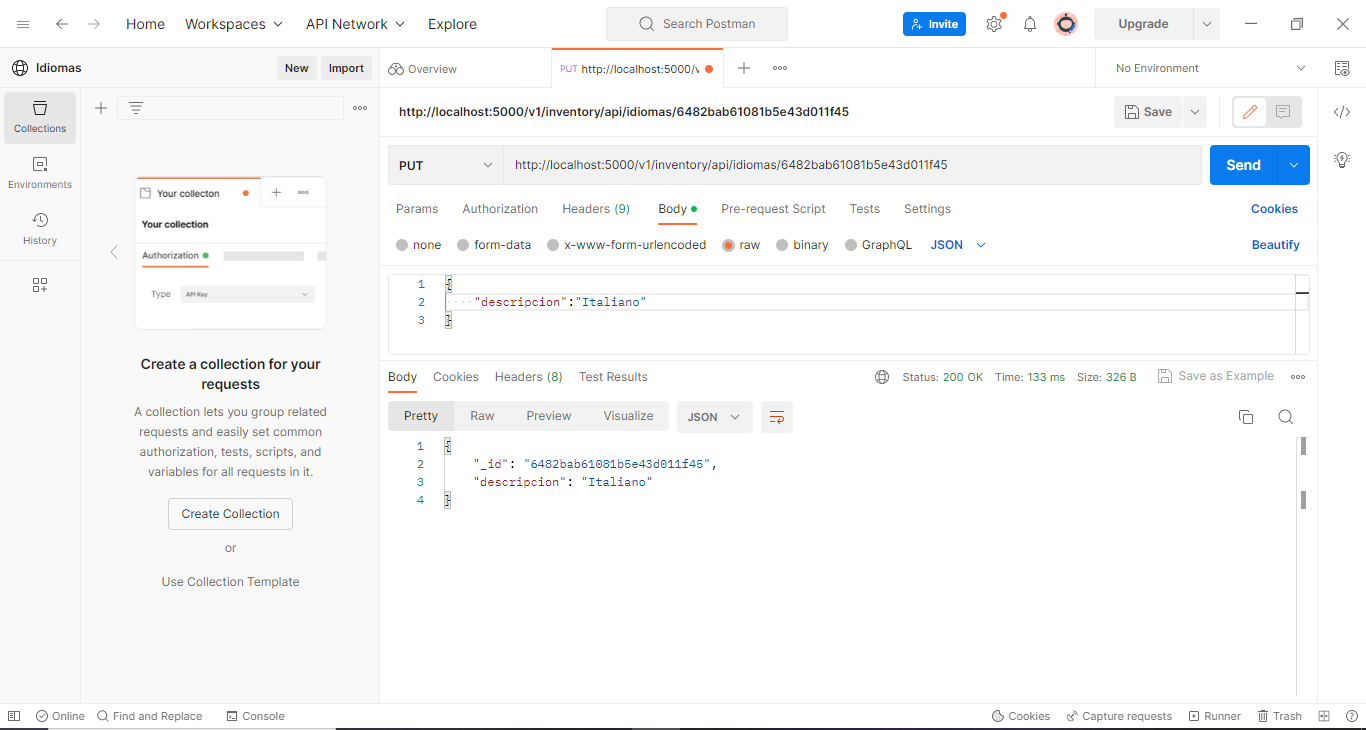 Home Workspaces API Network Explore Search Postman Invite Upgrade
Idiomas New Import Overview PUT http://localhost:5000/v No Environment
Collections
Environments
History
Your collecton
Your collection
Authorization
Type API Key
Create a collection for your
requests
A collection lets you group related
requests and easily set common
authorization, tests, scripts, and
variables for all requests in it.
Create Collection
or
Use Collection Template
http://localhost:5000/v1/inventory/api/idiomas/6482bab61081b5e43d011f45 Save
PUT http://localhost:5000/v1/inventory/api/idiomas/6482bab61081b5e43d011f45 Send
Params Authorization Headers (9) Body Pre-request Script Tests Settings Cookies
none form-data x-www-form-urlencoded raw binary GraphQL JSON Beautify
1 {
2 "descripcion":"Italiano"
3 }
Body Cookies Headers (8) Test Results Status: 200 OK Time: 133 ms Size: 326 B Save as Example
Pretty Raw Preview Visualize JSON
1 {
2 "_id": "6482bab61081b5e43d011f45",
3 "descripcion": "Italiano"
4 }
Online Find and Replace Console Cookies Capture requests Runner Trash